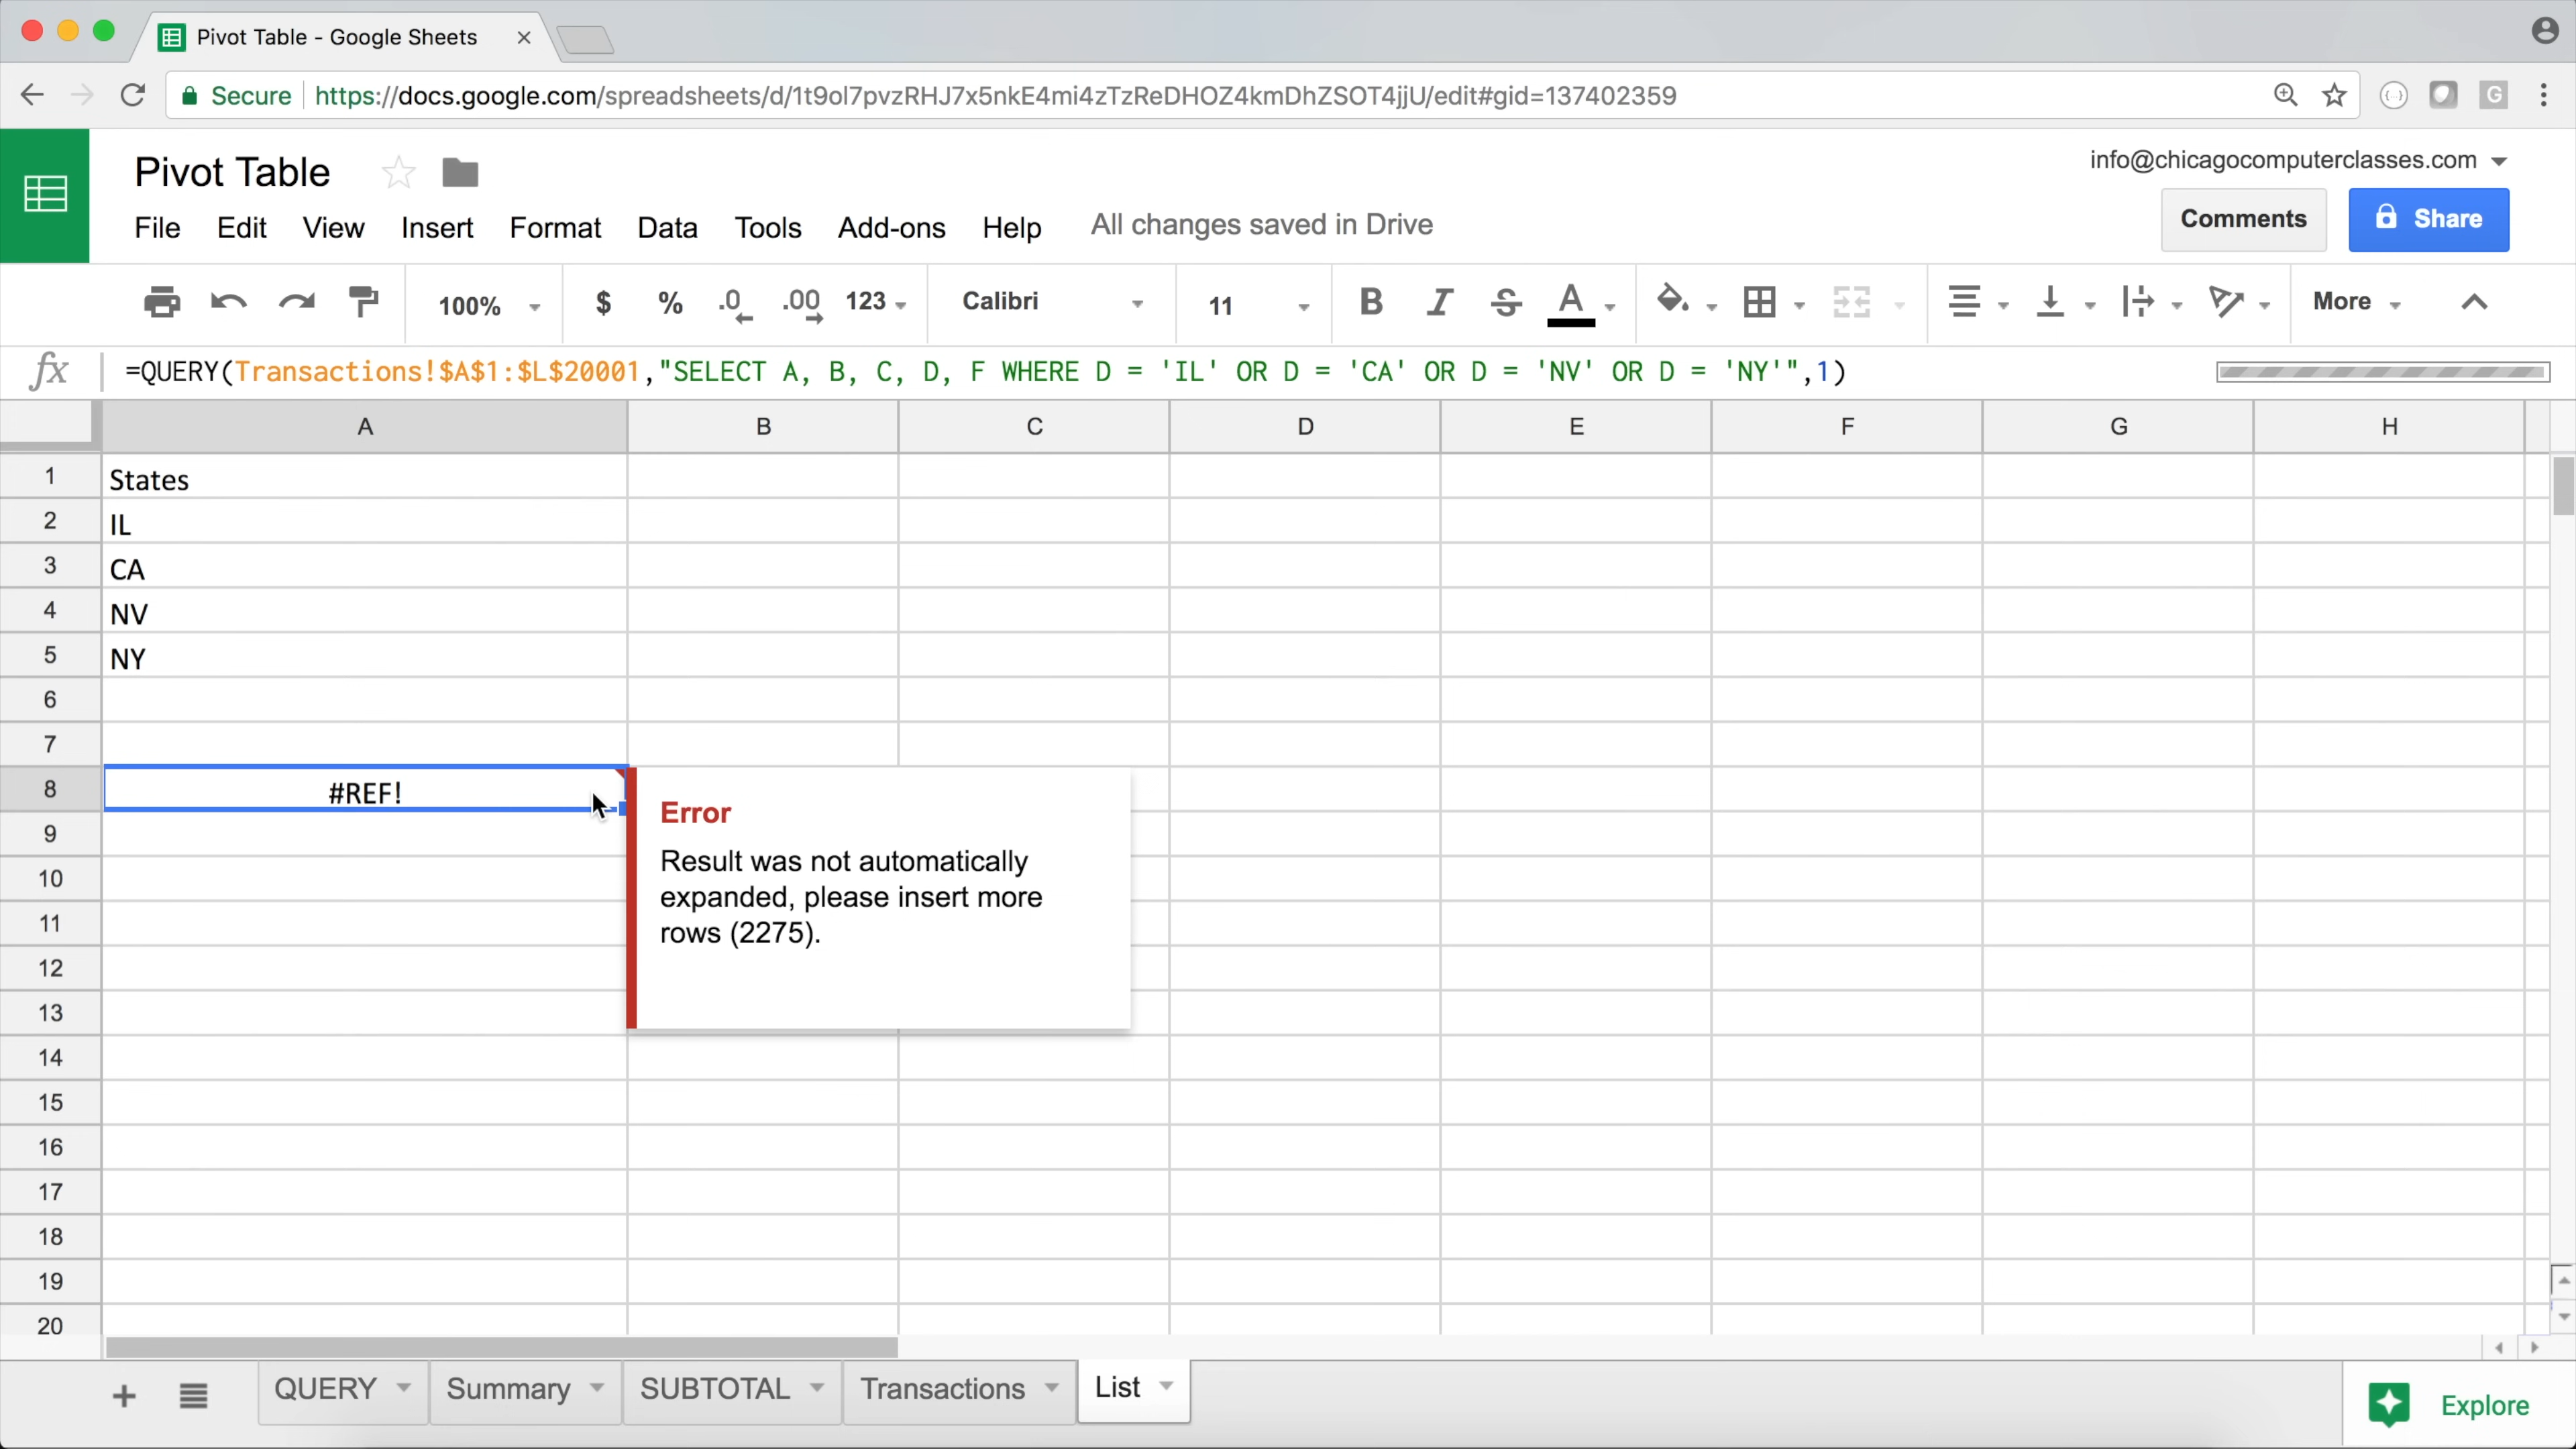 Pivot Table - Google Sheets
Secure https://docs.google.com/spreadsheets/d/1t9ol7pvzRHJ7x5nkE4mi4zTzReDHOZ4kmDhZSOT4jjU/edit#gid=137402359
G
Pivot Table
info@chicagocomputerclasses.com
File Edit View Insert Format Data Tools Add-ons Help All changes saved in Drive
Comments Share
100% $ % .0 .00 123 Calibri 11 B I S A More
fx =QUERY(Transactions!$A$1:$L$20001,"SELECT A, B, C, D, F WHERE D = 'IL' OR D = 'CA' OR D = 'NV' OR D = 'NY'",1)
A B C D E F G H
1 States
2 IL
3 CA
4 NV
5 NY
6
7
8 #REF!
Error
Result was not automatically
expanded, please insert more
rows (2275).
9
10
11
12
13
14
15
16
17
18
19
20
QUERY Summary SUBTOTAL Transactions List Explore